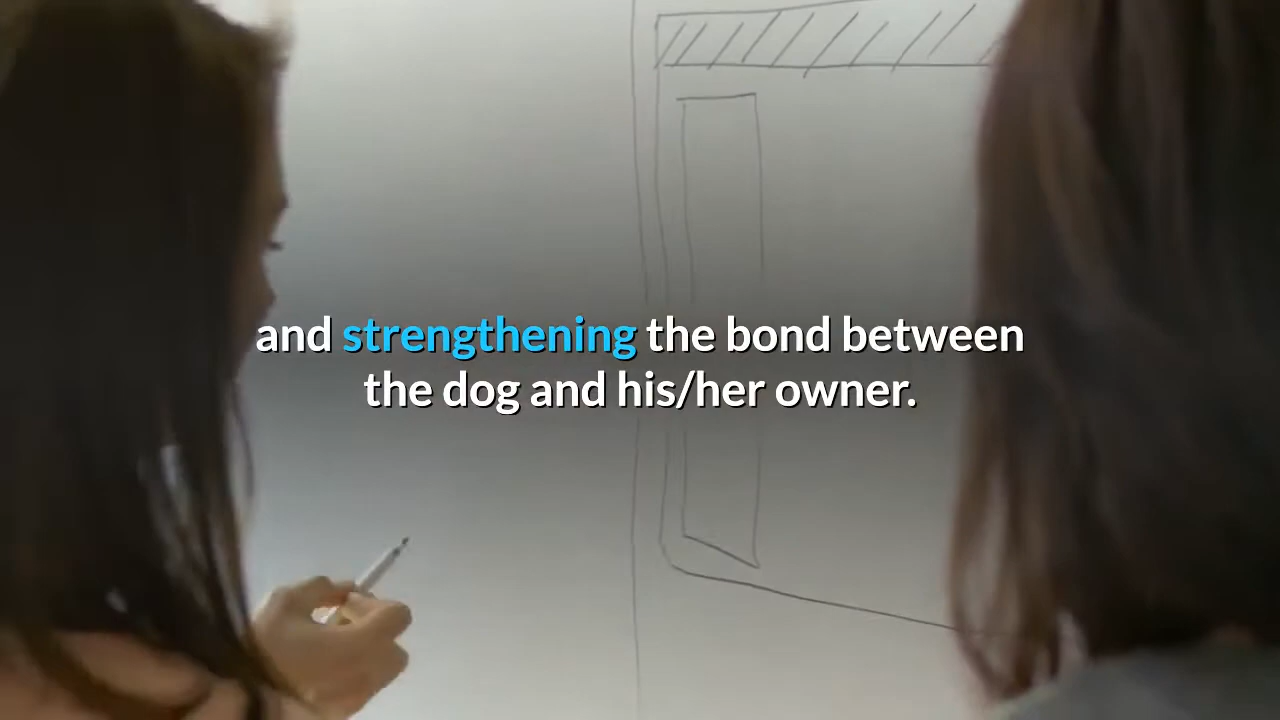 and strengthening the bond between
the dog and his/her owner.